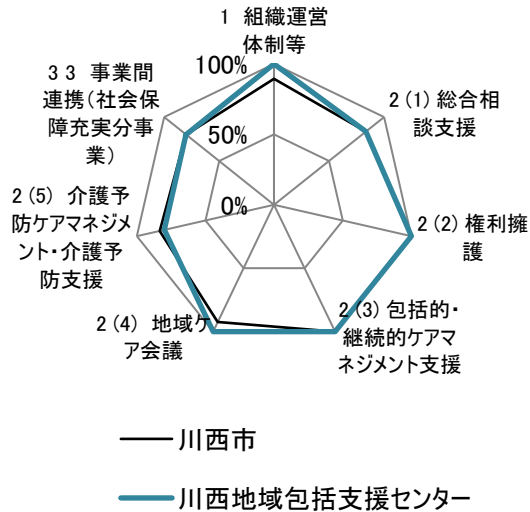 1 組織運営
体制等
100%
50%
0%
2 (1) 総合相
談支援
2 (2) 権利擁
護
2 (3) 包括的・
継続的ケアマ
ネジメント支援
2 (4) 地域ケ
ア会議
2 (5) 介護予
防ケアマネジメ
ント・介護予
防支援
3 3 事業間
連携(社会保
障充実分事
業)
川西市
川西地域包括支援センター